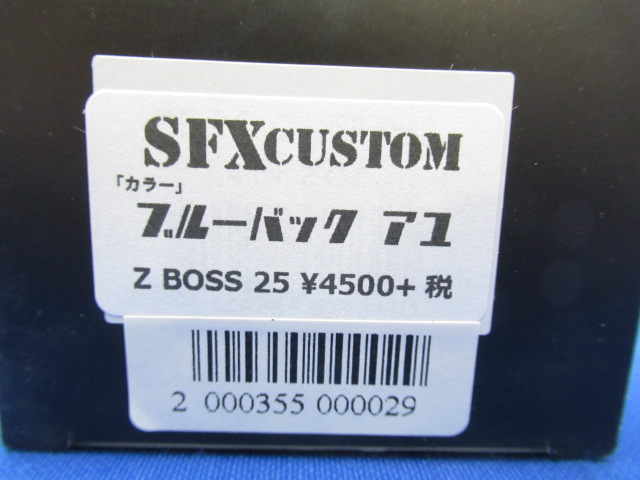 SFXCUSTOM
「カラー」
ブルーバック アユ
Z BOSS 25 ¥4500+ 税
2 000355 000029